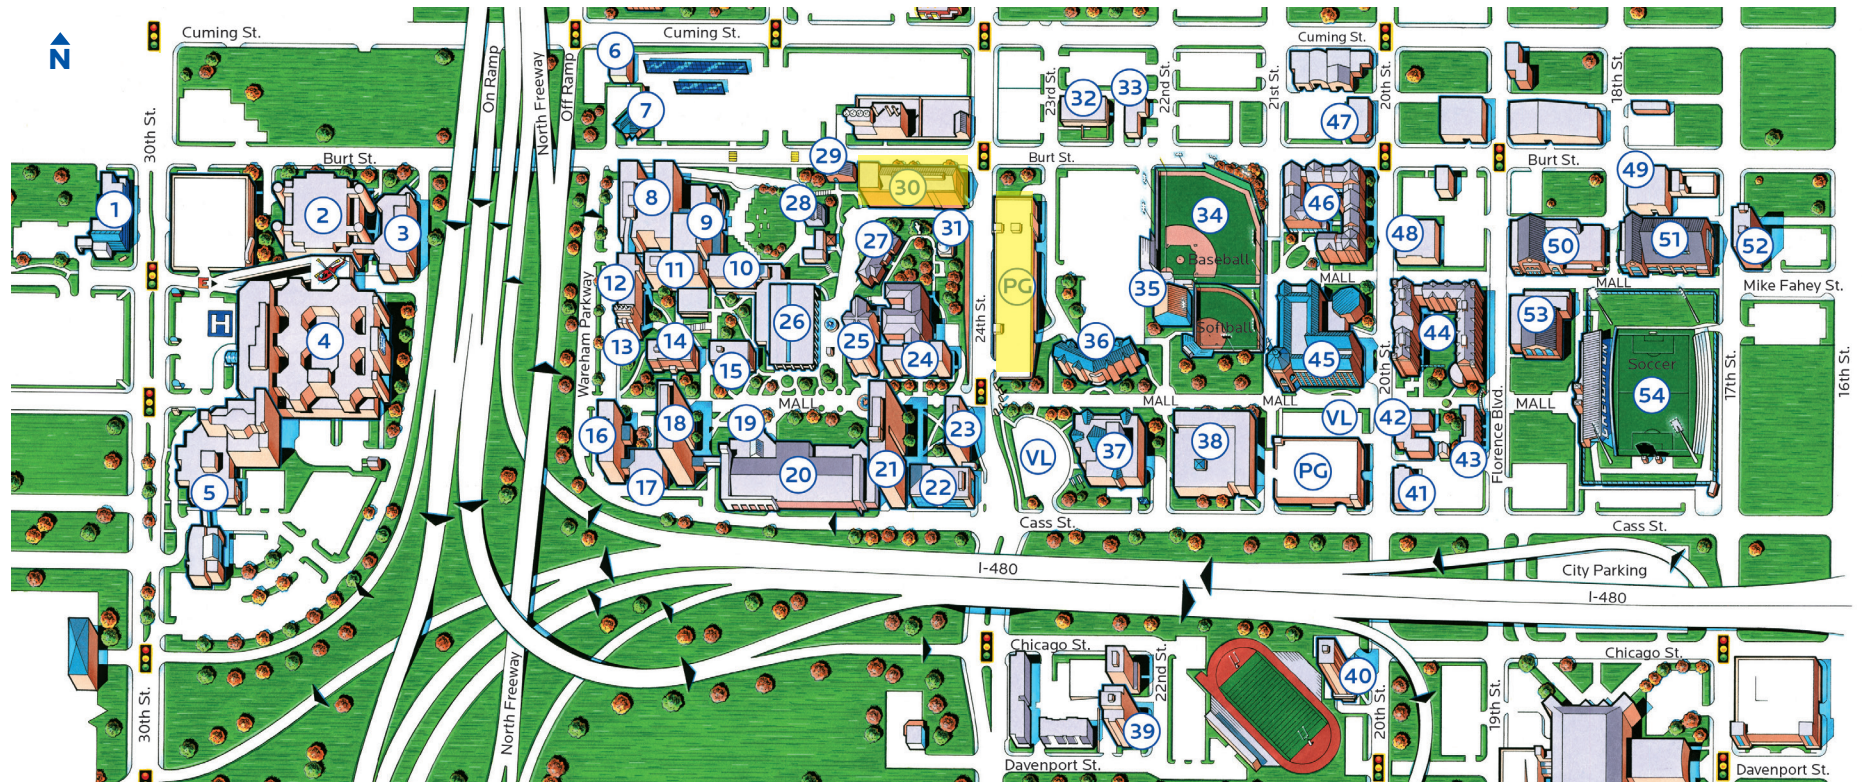 Cuming St.
Cuming St.
Cuming St.
N
On Ramp
North Freeway
Off Ramp
6
7
32
33
23rd St.
22nd St.
21st St.
20th St.
18th St.
47
30th St.
Burt St.
Burt St.
Burt St.
29
30
49
1
2
3
8
9
28
31
27
34
46
48
50
51
52
Baseball
MALL
MALL
Mike Fahey St.
12
11
10
PG
35
Wareham Parkway
24th St.
H
E
4
13
14
15
26
25
24
36
Softball
45
44
53
20th St.
Soccer
54
CREIGHTON
17th St.
16th St.
MALL
MALL
MALL
MALL
16
18
19
20
21
23
17
22
VL
37
38
VL
PG
42
43
41
Florence Blvd.
5
Cass St.
Cass St.
I-480
City Parking
I-480
Chicago St.
Chicago St.
22nd St.
39
40
20th St.
19th St.
30th St.
North Freeway
Davenport St.
Davenport St.